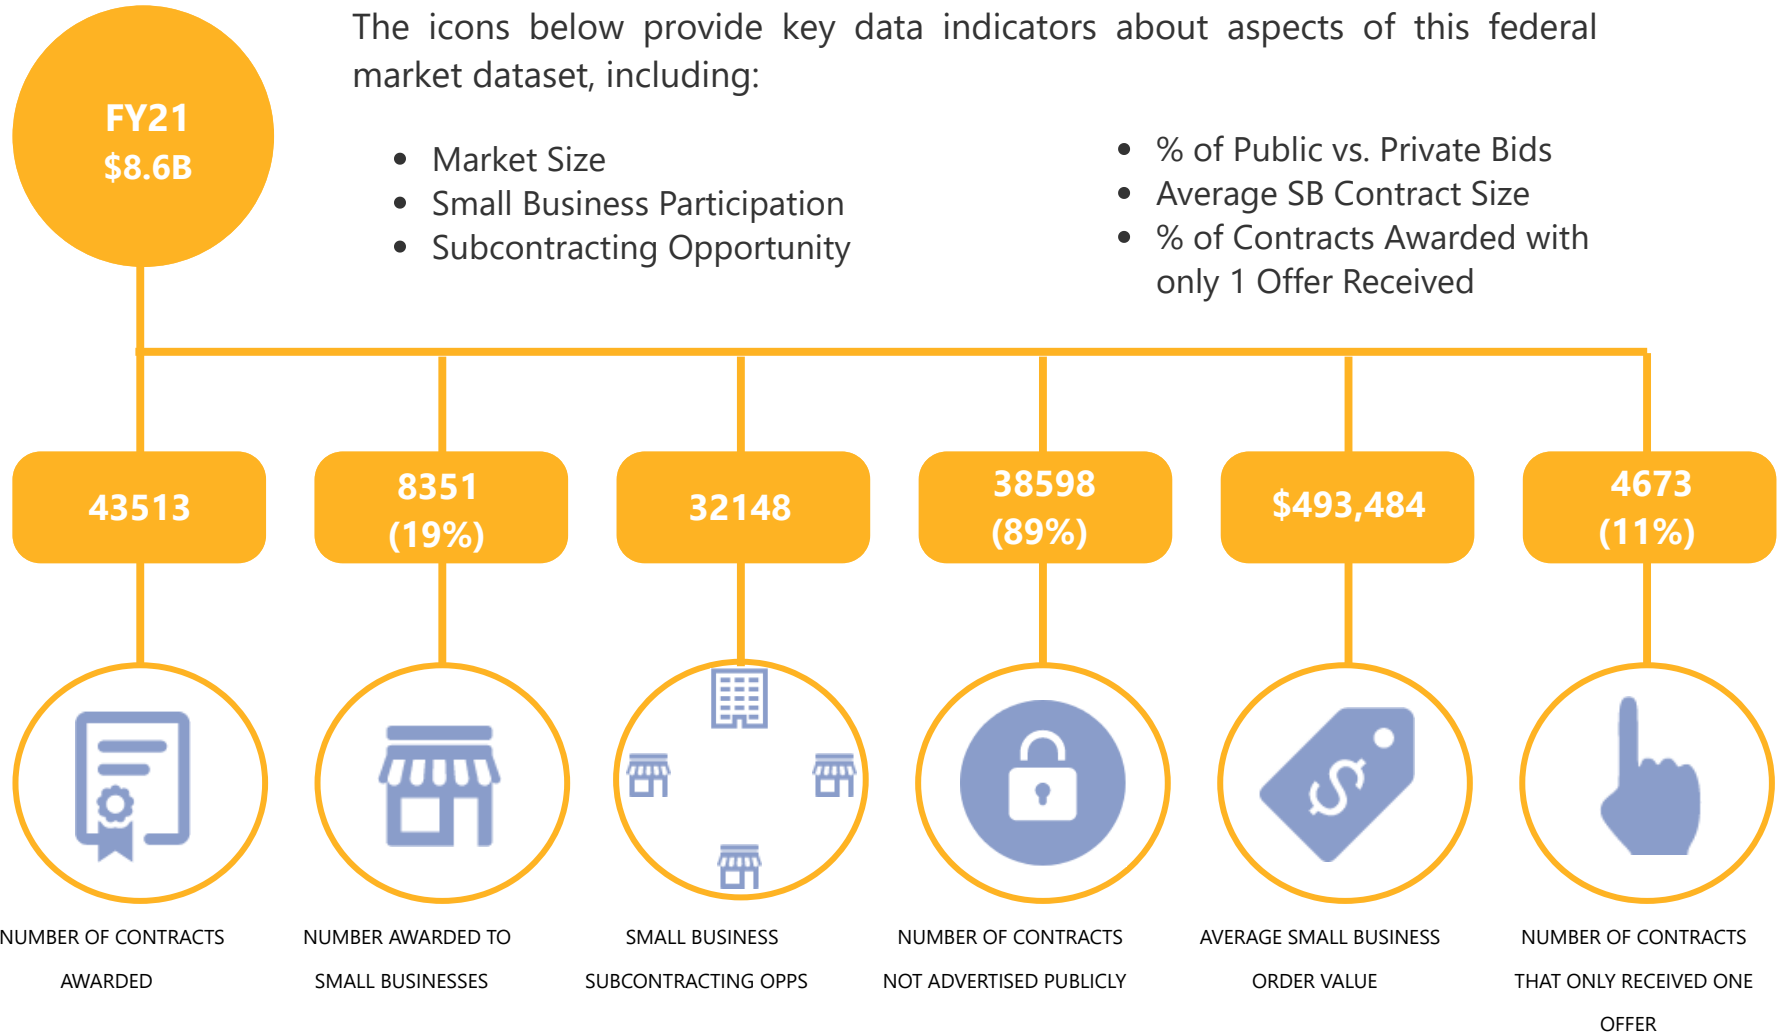 FY21
$8.6B
The icons below provide key data indicators about aspects of this federal
market dataset, including:
• Market Size
• Small Business Participation
• Subcontracting Opportunity
• % of Public vs. Private Bids
• Average SB Contract Size
• % of Contracts Awarded with
only 1 Offer Received
43513
8351
(19%)
32148
38598
(89%)
$493,484
4673
(11%)
$
NUMBER OF CONTRACTS
AWARDED
NUMBER AWARDED TO
SMALL BUSINESSES
SMALL BUSINESS
SUBCONTRACTING OPPS
NUMBER OF CONTRACTS
NOT ADVERTISED PUBLICLY
AVERAGE SMALL BUSINESS
ORDER VALUE
NUMBER OF CONTRACTS
THAT ONLY RECEIVED ONE
OFFER